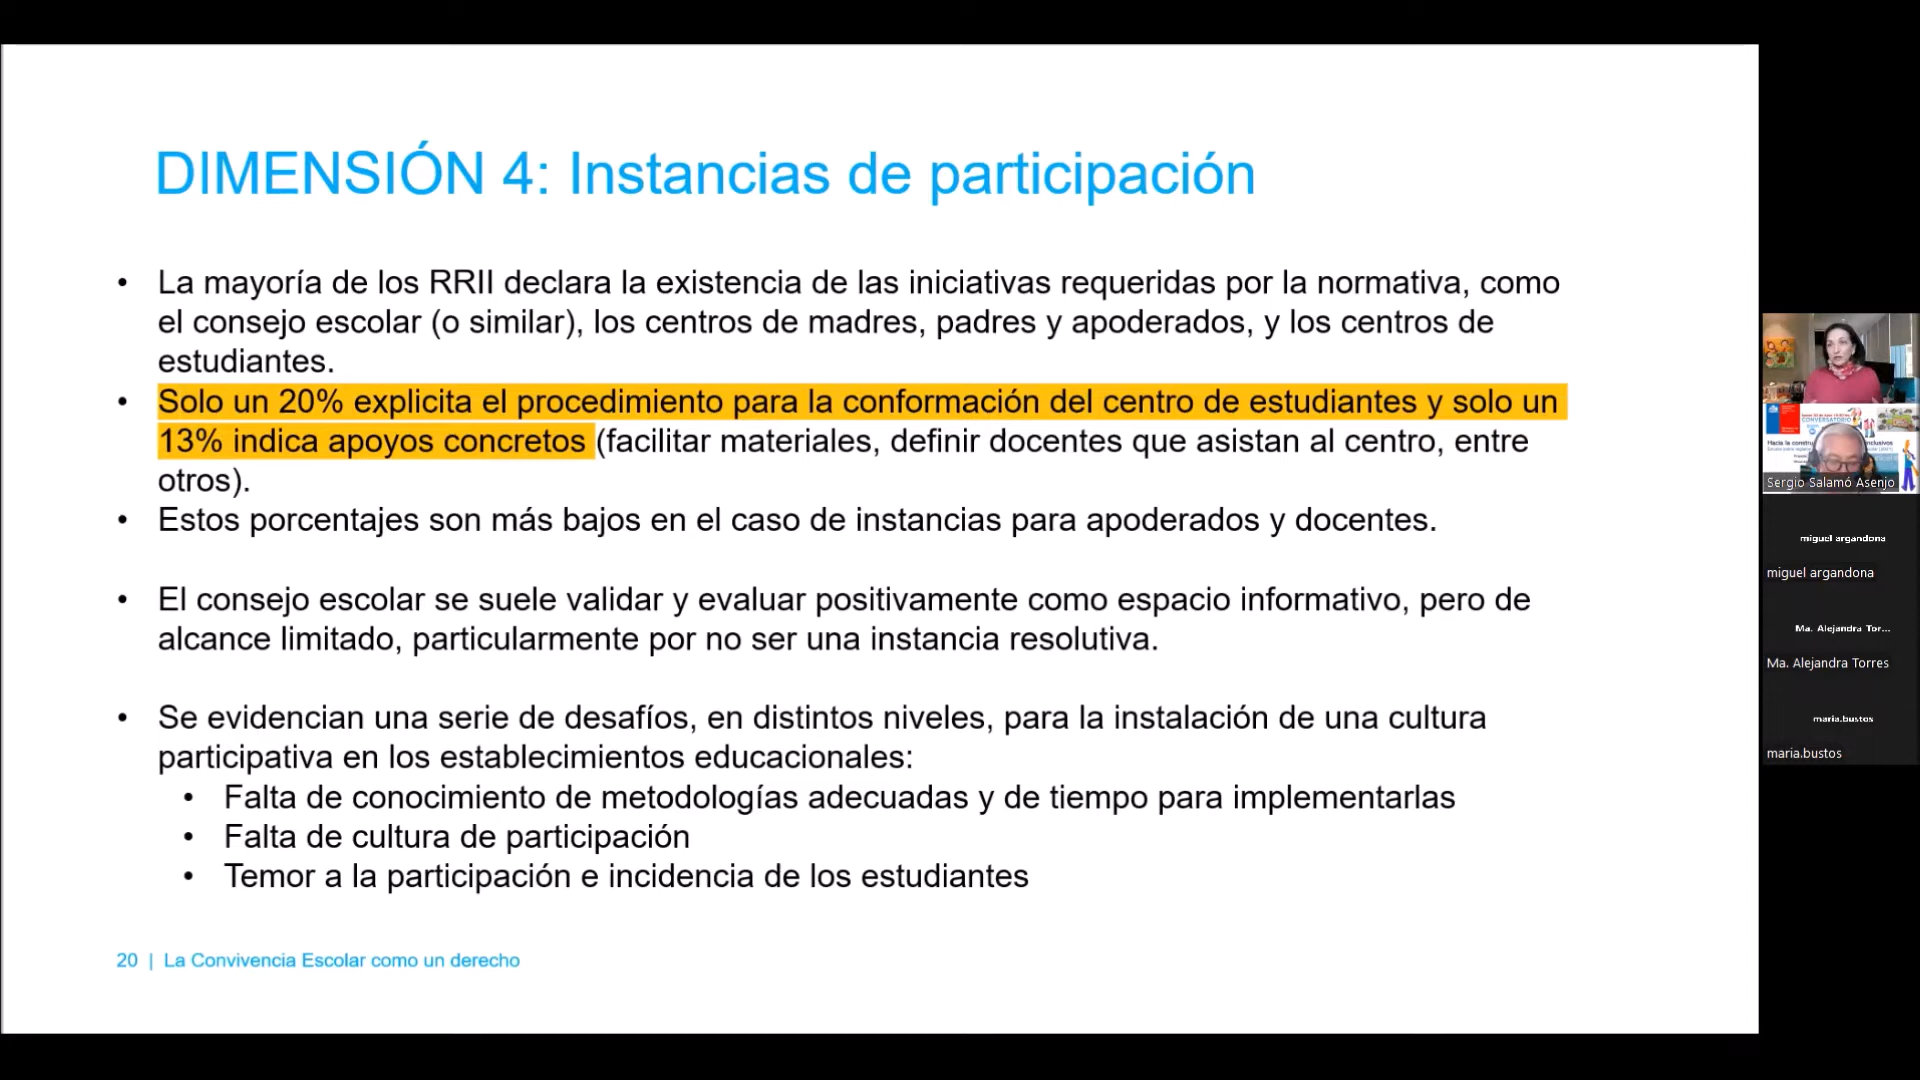 DIMENSIÓN 4: Instancias de participación
• La mayoría de los RRII declara la existencia de las iniciativas requeridas por la normativa, como
el consejo escolar (o similar), los centros de madres, padres y apoderados, y los centros de
estudiantes.
• Solo un 20% explicita el procedimiento para la conformación del centro de estudiantes y solo un
13% indica apoyos concretos (facilitar materiales, definir docentes que asistan al centro, entre
otros).
• Estos porcentajes son más bajos en el caso de instancias para apoderados y docentes.
• El consejo escolar se suele validar y evaluar positivamente como espacio informativo, pero de
alcance limitado, particularmente por no ser una instancia resolutiva.
• Se evidencian una serie de desafíos, en distintos niveles, para la instalación de una cultura
participativa en los establecimientos educacionales:
• Falta de conocimiento de metodologías adecuadas y de tiempo para implementarlas
• Falta de cultura de participación
• Temor a la participación e incidencia de los estudiantes
20 | La Convivencia Escolar como un derecho
CONVERSATORIO
Hacia la
Sergio Salamó Asenjo
miguel argandona
miguel argandona
Ma. Alejandra Tor...
Ma. Alejandra Torres
maria.bustos
maria.bustos